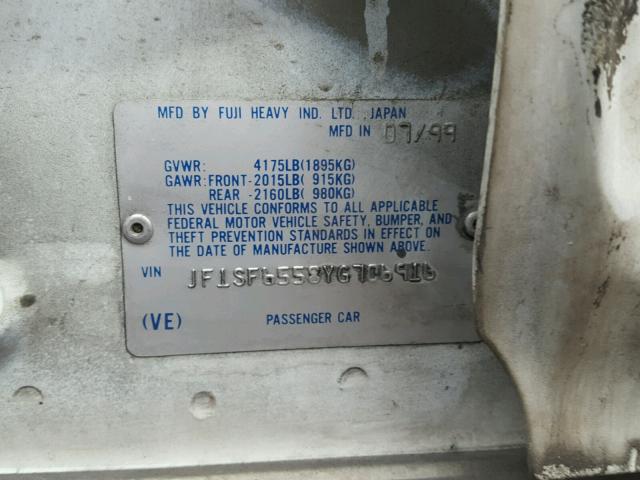 MFD BY FUJI HEAVY IND. LTD. JAPAN
MFD IN 07/99
GVWR: 4175LB(1895KG)
GAWR:FRONT-2015LB( 915KG)
REAR -2160LB( 980KG)
THIS VEHICLE CONFORMS TO ALL APPLICABLE
FEDERAL MOTOR VEHICLE SAFETY, BUMPER, AND
THEFT PREVENTION STANDARDS IN EFFECT ON
THE DATE OF MANUFACTURE SHOWN ABOVE.
VIN JF1SF6558YG706916
(VE) PASSENGER CAR